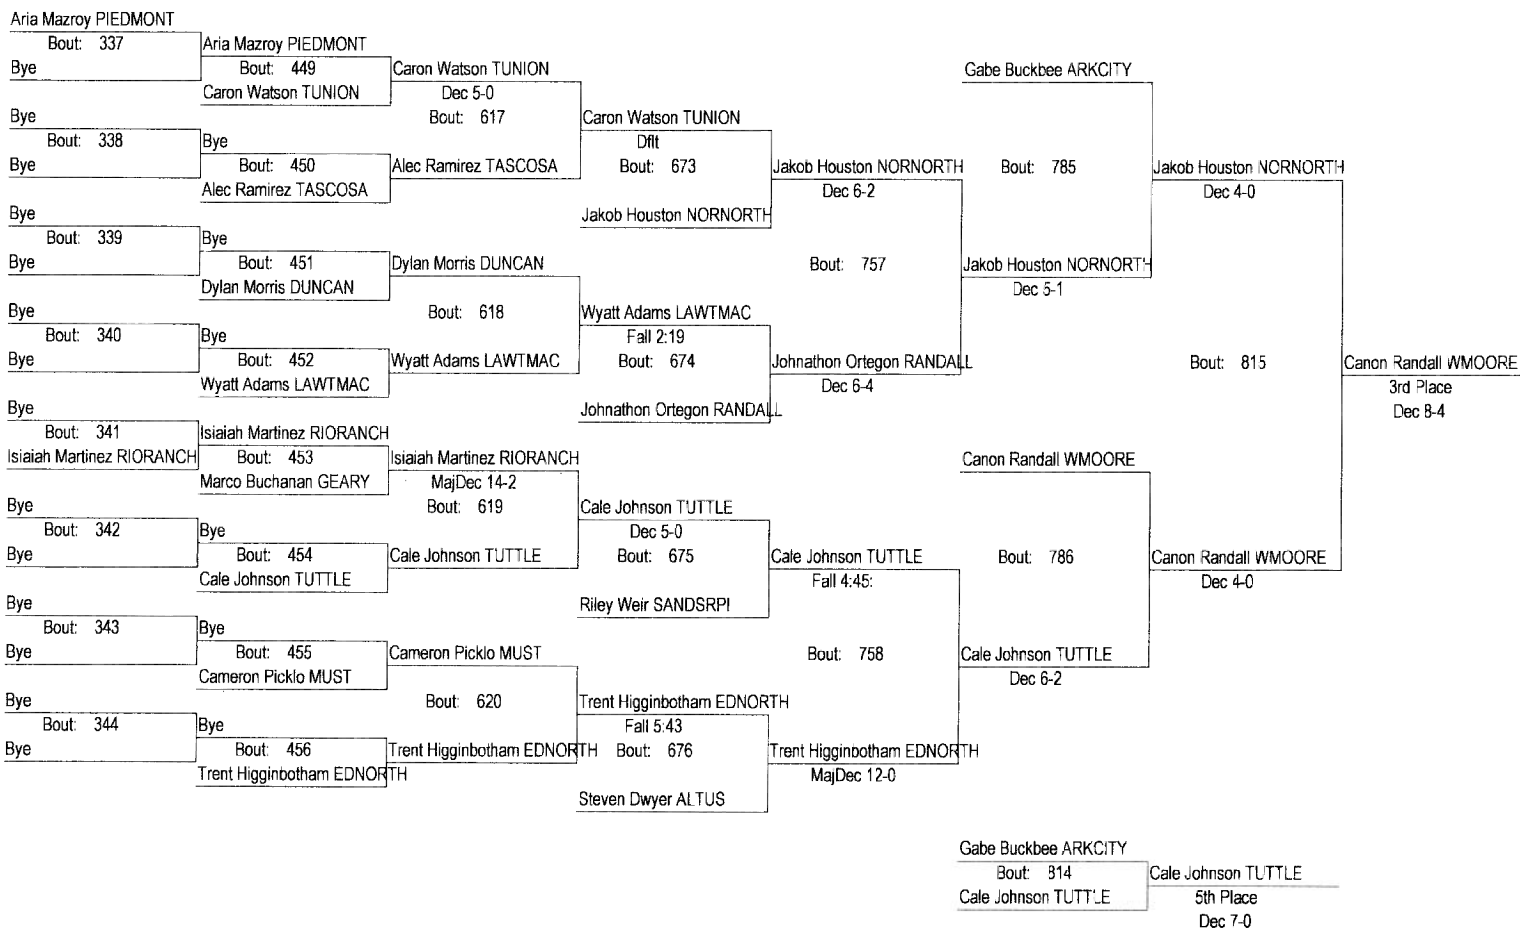 Aria Mazroy PIEDMONT
Bout: 337
Bye
Bye
Bout: 338
Bye
Bye
Bout: 339
Bye
Bye
Bout: 340
Bye
Bye
Bout: 341
Isiaiah Martinez RIORANCH
Bye
Bout: 342
Bye
Bye
Bout: 343
Bye
Bye
Bout: 344
Bye
Aria Mazroy PIEDMONT
Bout: 449
Caron Watson TUNION
Bye
Bout: 450
Alec Ramirez TASCOSA
Bye
Bout: 451
Dylan Morris DUNCAN
Bye
Bout: 452
Wyatt Adams LAWTMAC
Isiaiah Martinez RIORANCH
Bout: 453
Marco Buchanan GEARY
Bye
Bout: 454
Cale Johnson TUTTLE
Bye
Bout: 455
Cameron Picklo MUST
Bye
Bout: 456
Trent Higginbotham EDNORTH
Caron Watson TUNION
Dec 5-0
Bout: 617
Alec Ramirez TASCOSA
Dylan Morris DUNCAN
Bout: 618
Wyatt Adams LAWTMAC
Isiaiah Martinez RIORANCH
MajDec 14-2
Bout: 619
Cale Johnson TUTTLE
Cameron Picklo MUST
Bout: 620
Trent Higginbotham EDNORTH
Caron Watson TUNION
Dflt
Bout: 673
Jakob Houston NORNORTH
Wyatt Adams LAWTMAC
Fall 2:19
Bout: 674
Johnathon Ortegon RANDALL
Cale Johnson TUTTLE
Dec 5-0
Bout: 675
Riley Weir SANDSRPI
Trent Higginbotham EDNORTH
Fall 5:43
Bout: 676
Steven Dwyer ALTUS
Jakob Houston NORNORTH
Dec 6-2
Bout: 757
Johnathon Ortegon RANDALL
Dec 6-4
Cale Johnson TUTTLE
Fall 4:45:
Bout: 758
Trent Higginbotham EDNORTH
MajDec 12-0
Gabe Buckbee ARKCITY
Bout: 785
Jakob Houston NORNORTH
Dec 5-1
Canon Randall WMOORE
Bout: 786
Cale Johnson TUTTLE
Dec 6-2
Jakob Houston NORNORTH
Dec 4-0
Bout: 815
Canon Randall WMOORE
Dec 4-0
Canon Randall WMOORE
3rd Place
Dec 8-4
Gabe Buckbee ARKCITY
Bout: 814
Cale Johnson TUTTLE
Cale Johnson TUTTLE
5th Place
Dec 7-0